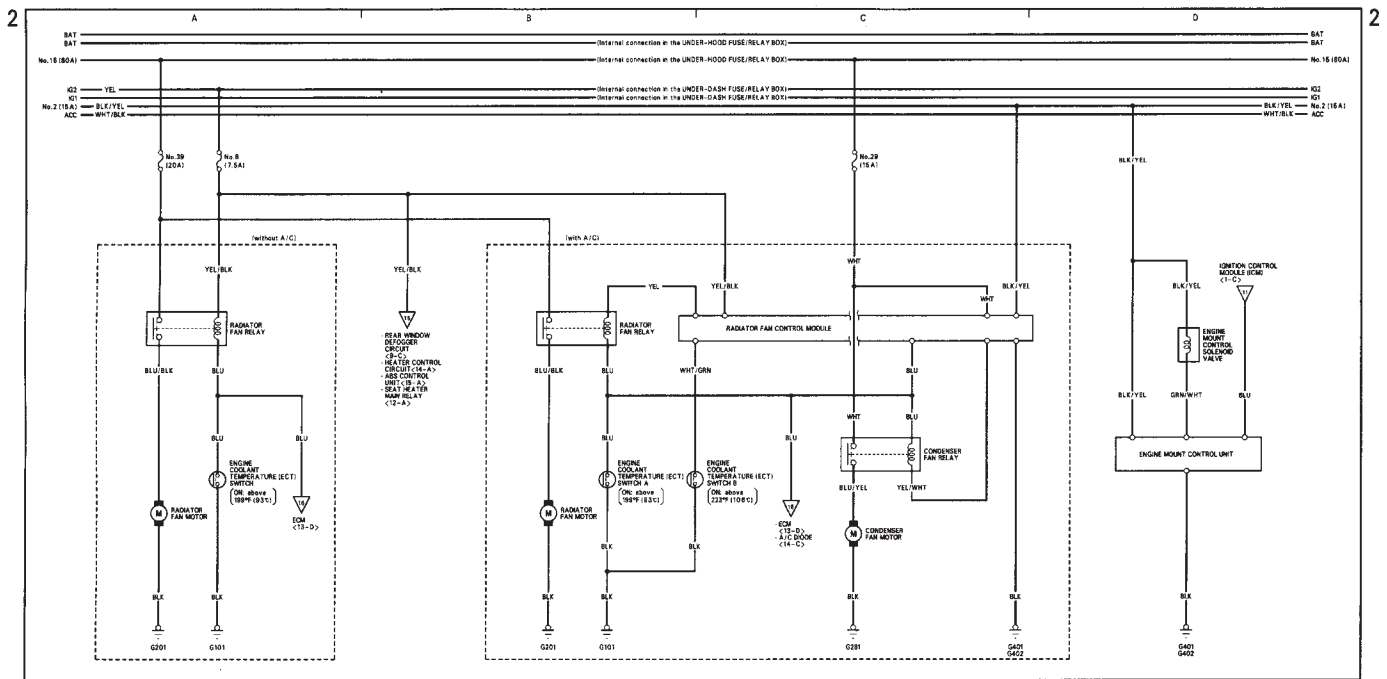 2
A
B
C
D
2
BAT
BAT
No.15 (80A)
(Internal connection in the UNDER-HOOD FUSE/RELAY BOX)
(Internal connection in the UNDER-HOOD FUSE/RELAY BOX)
BAT
BAT
No.15 (80A)
IG2
YEL
IG1
No.2 (15A)
BLK/YEL
ACC
WHT/BLK
(Internal connection in the UNDER-DASH FUSE/RELAY BOX)
(Internal connection in the UNDER-DASH FUSE/RELAY BOX)
IG2
IG1
BLK/YEL
No.2 (15A)
WHT/BLK
ACC
No.39
(20A)
No.8
(7.5A)
No.29
(15A)
BLK/YEL
(without A/C)
(with A/C)
YEL/BLK
YEL/BLK
YEL
YEL/BLK
WHT
WHT
BLK/YEL
BLK/YEL
IGNITION CONTROL
MODULE (ICM)
<1-C>
11
RADIATOR
FAN RELAY
15
- REAR WINDOW
DEFOGGER
CIRCUIT
<8-C>
- HEATER CONTROL
CIRCUIT<14-A>
- ABS CONTROL
UNIT<15-A>
- SEAT HEATER
MAIN RELAY
<12-A>
RADIATOR
FAN RELAY
RADIATOR FAN CONTROL MODULE
ENGINE
MOUNT
CONTROL
SOLENOID
VALVE
BLU/BLK
BLU
BLU/BLK
BLU
WHT/GRN
BLU
BLK/YEL
GRN/WHT
BLU
BLU
BLU
BLU
BLU
WHT
BLU
CONDENSER
FAN RELAY
ENGINE MOUNT CONTROL UNIT
ENGINE
COOLANT
TEMPERATURE (ECT)
SWITCH
(ON: above
199°F (93°C))
16
ECM
<13-D>
ENGINE
COOLANT
TEMPERATURE (ECT)
SWITCH A
(ON: above
199°F (93°C))
ENGINE
COOLANT
TEMPERATURE (ECT)
SWITCH B
(ON: above
223°F (106°C))
BLU/YEL
YEL/WHT
M
RADIATOR
FAN MOTOR
M
RADIATOR
FAN MOTOR
- ECM
<13-D>
- A/C DIODE
<14-C>
M
CONDENSER
FAN MOTOR
BLK
BLK
BLK
BLK
BLK
BLK
BLK
BLK
BLK
G201
G101
G201
G101
G281
G401
G402
G401
G402